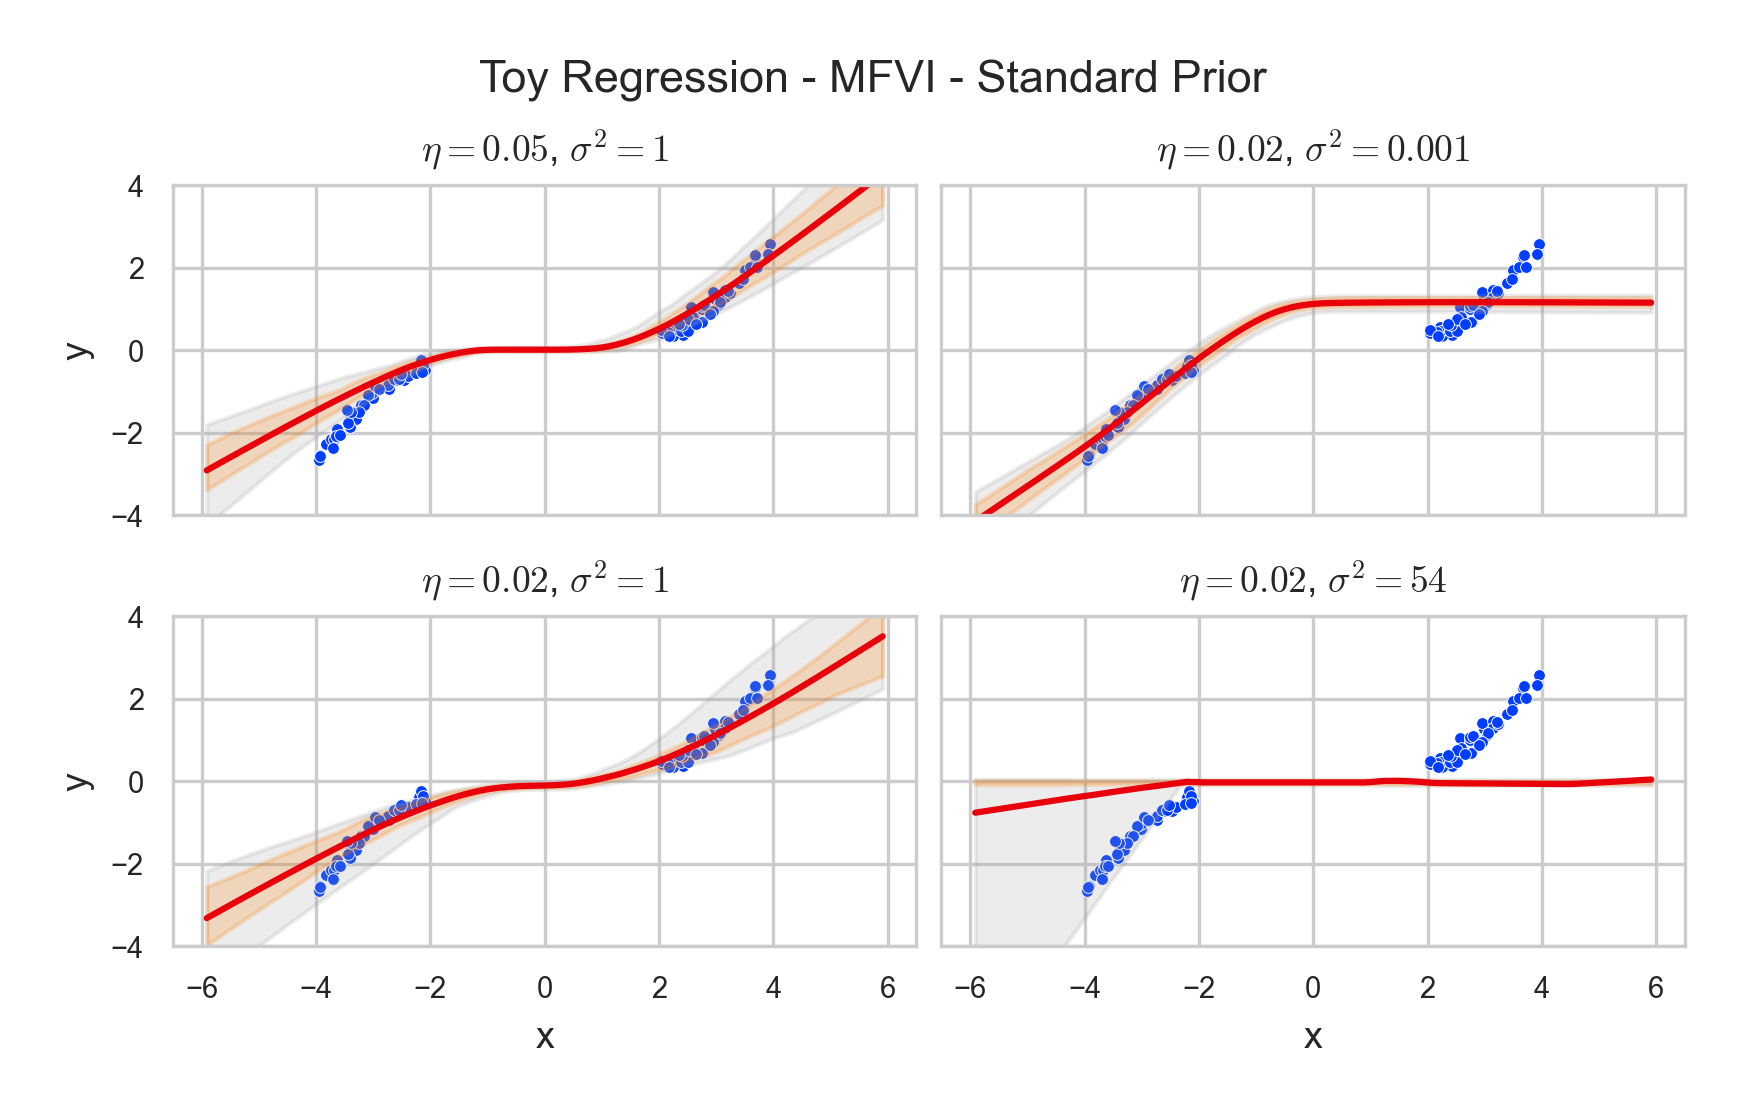 Toy Regression - MFVI - Standard Prior
η = 0.05, σ² = 1
η = 0.02, σ² = 0.001
4
2
0
−2
−4
y
η = 0.02, σ² = 1
η = 0.02, σ² = 54
4
2
0
−2
−4
y
−6 −4 −2 0 2 4 6
−6 −4 −2 0 2 4 6
x
x